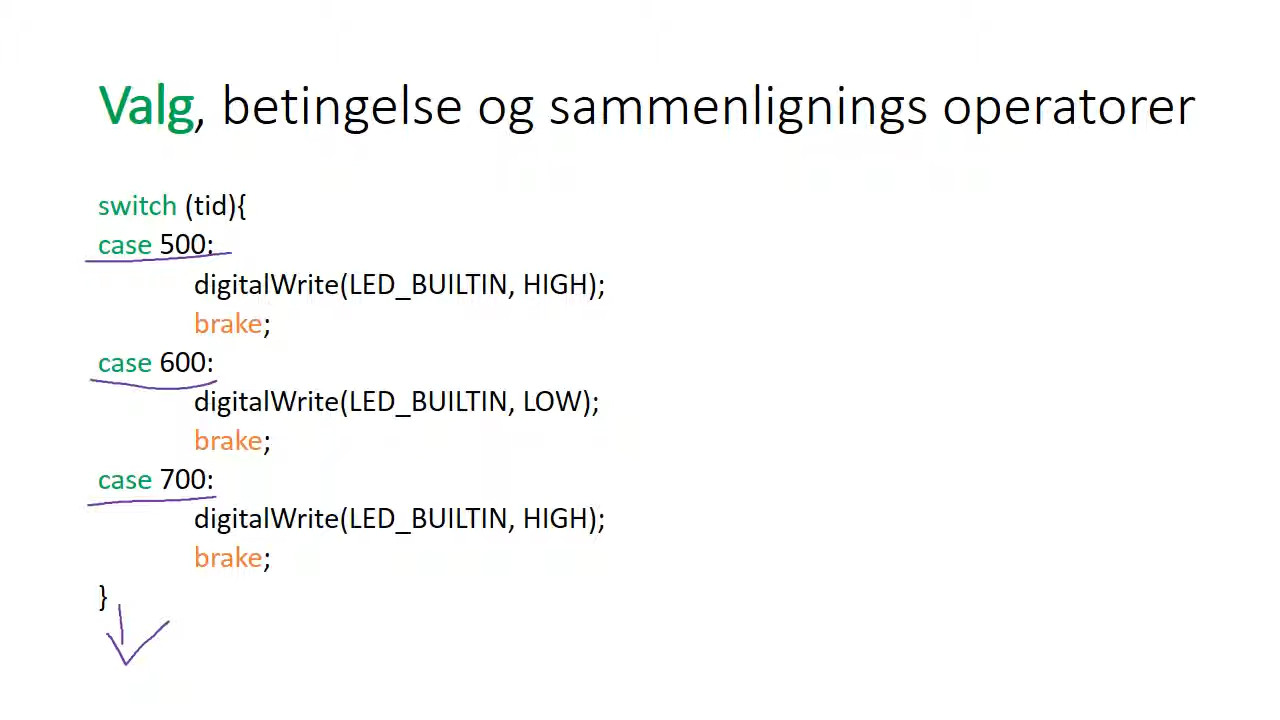 Valg, betingelse og sammenlignings operatorer
switch (tid){
case 500:
digitalWrite(LED_BUILTIN, HIGH);
brake;
case 600:
digitalWrite(LED_BUILTIN, LOW);
brake;
case 700:
digitalWrite(LED_BUILTIN, HIGH);
brake;
}